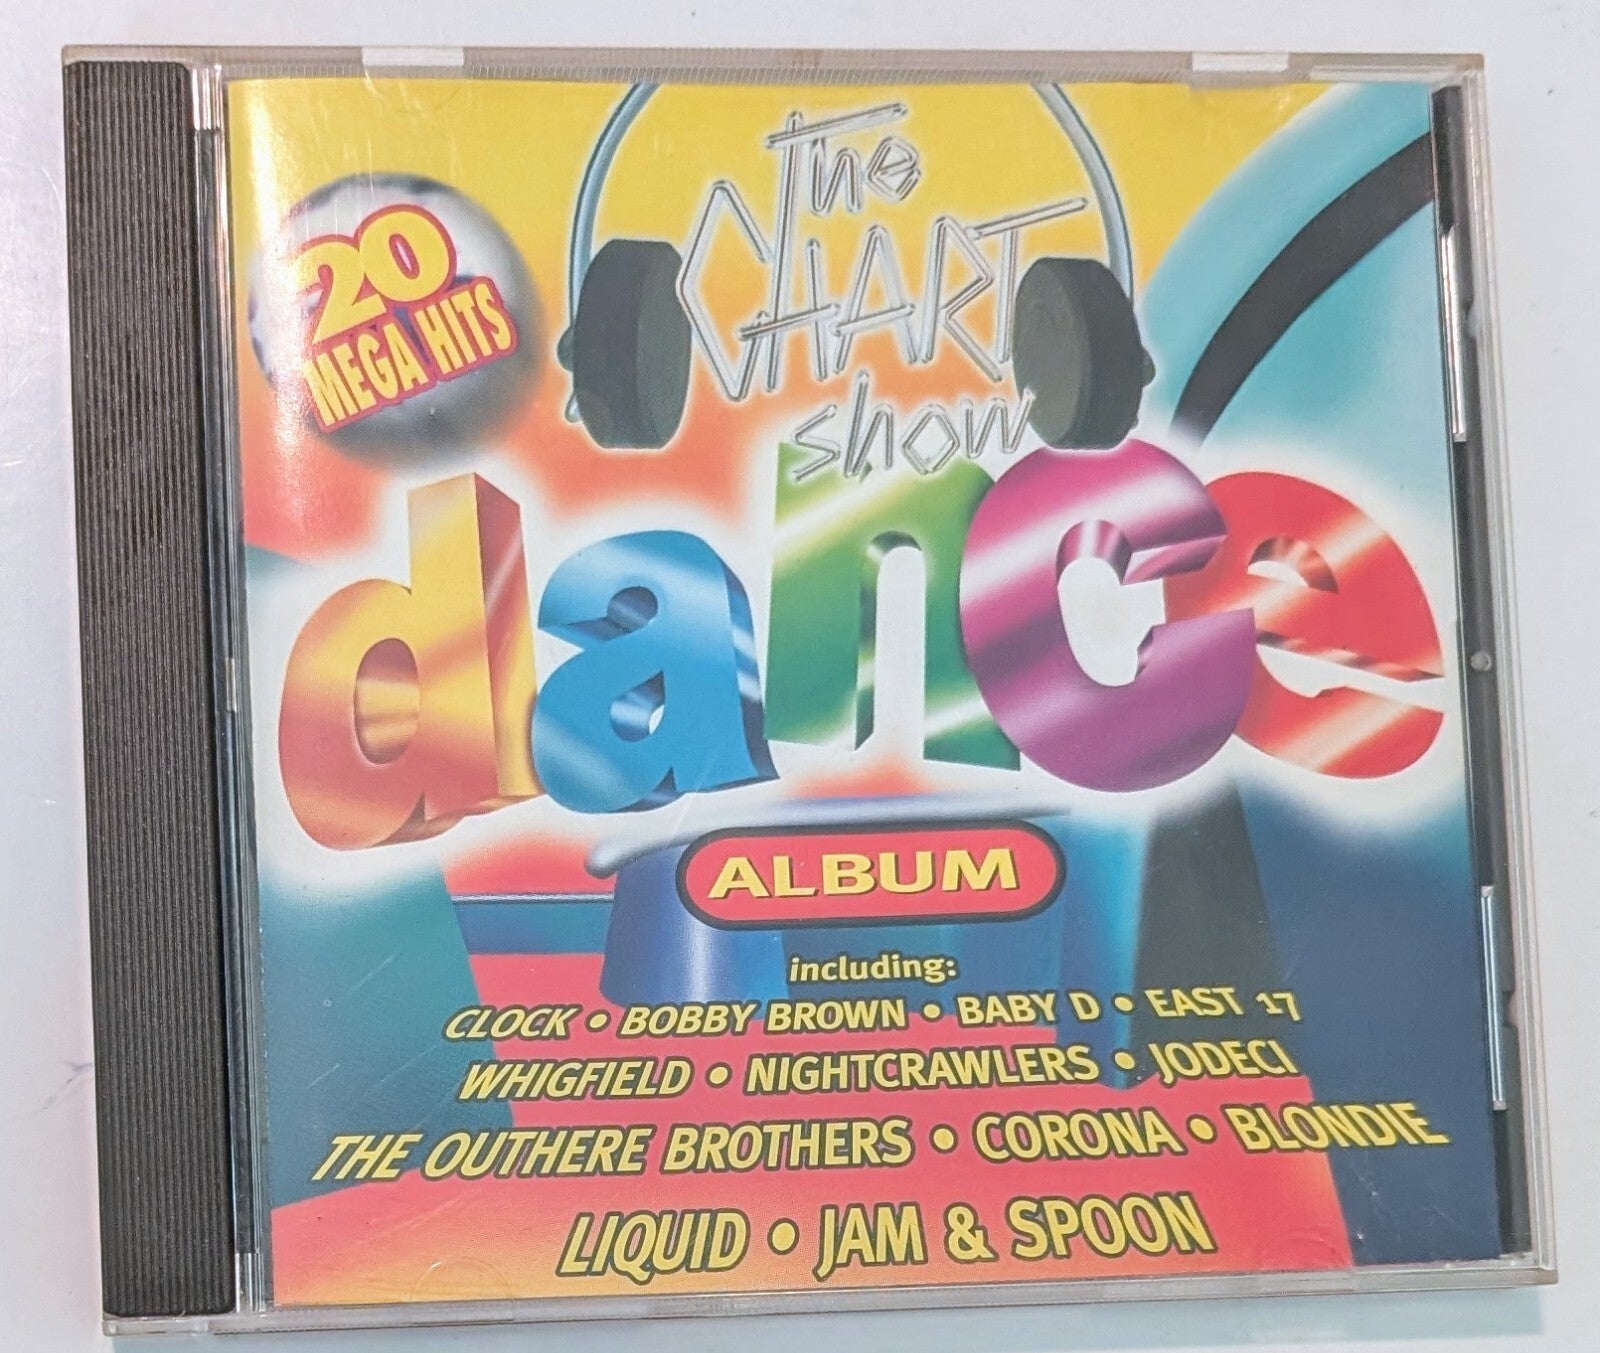 The
CHART
show
20
MEGA HITS
dance
ALBUM
including:
CLOCK • BOBBY BROWN • BABY D • EAST 17
WHIGFIELD • NIGHTCRAWLERS • JODECI
THE OUTHERE BROTHERS • CORONA • BLONDIE
LIQUID • JAM & SPOON